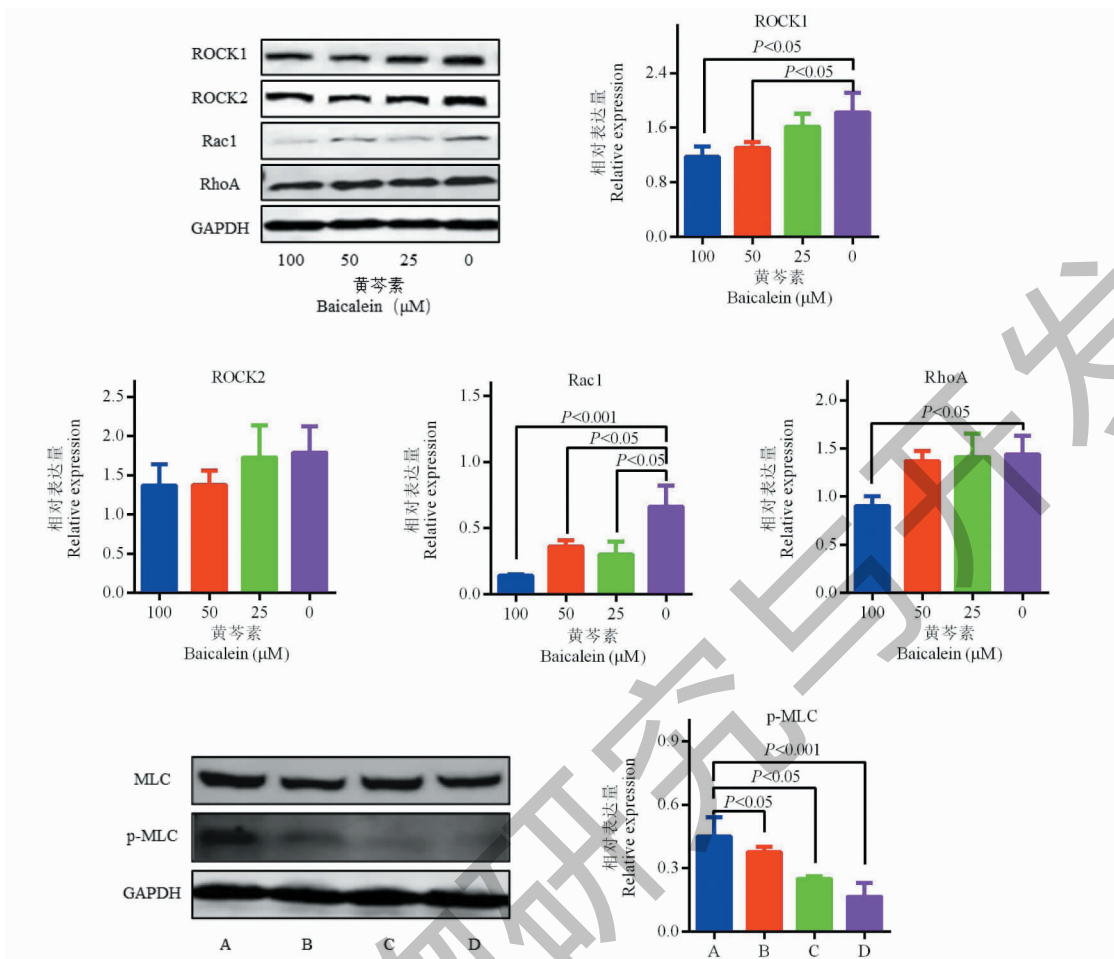 ROCK1
ROCK2
Rac1
RhoA
GAPDH
100 50 25 0
黄芩素
Baicalein (μM)
ROCK1
P<0.05
P<0.05
2.4
1.6
0.8
0.0
相对表达量
Relative expression
100 50 25 0
黄芩素
Baicalein (μM)
ROCK2
2.5
2.0
1.5
1.0
0.5
0.0
相对表达量
Relative expression
100 50 25 0
黄芩素
Baicalein (μM)
Rac1
1.5
1.0
0.5
0.0
P<0.001
P<0.05
P<0.05
相对表达量
Relative expression
100 50 25 0
黄芩素
Baicalein (μM)
RhoA
2.0
1.5
1.0
0.5
0.0
P<0.05
相对表达量
Relative expression
100 50 25 0
黄芩素
Baicalein (μM)
MLC
p-MLC
GAPDH
A B C D
p-MLC
0.9
0.6
0.3
0.0
P<0.001
P<0.05
P<0.05
相对表达量
Relative expression
A B C D
研究与开发